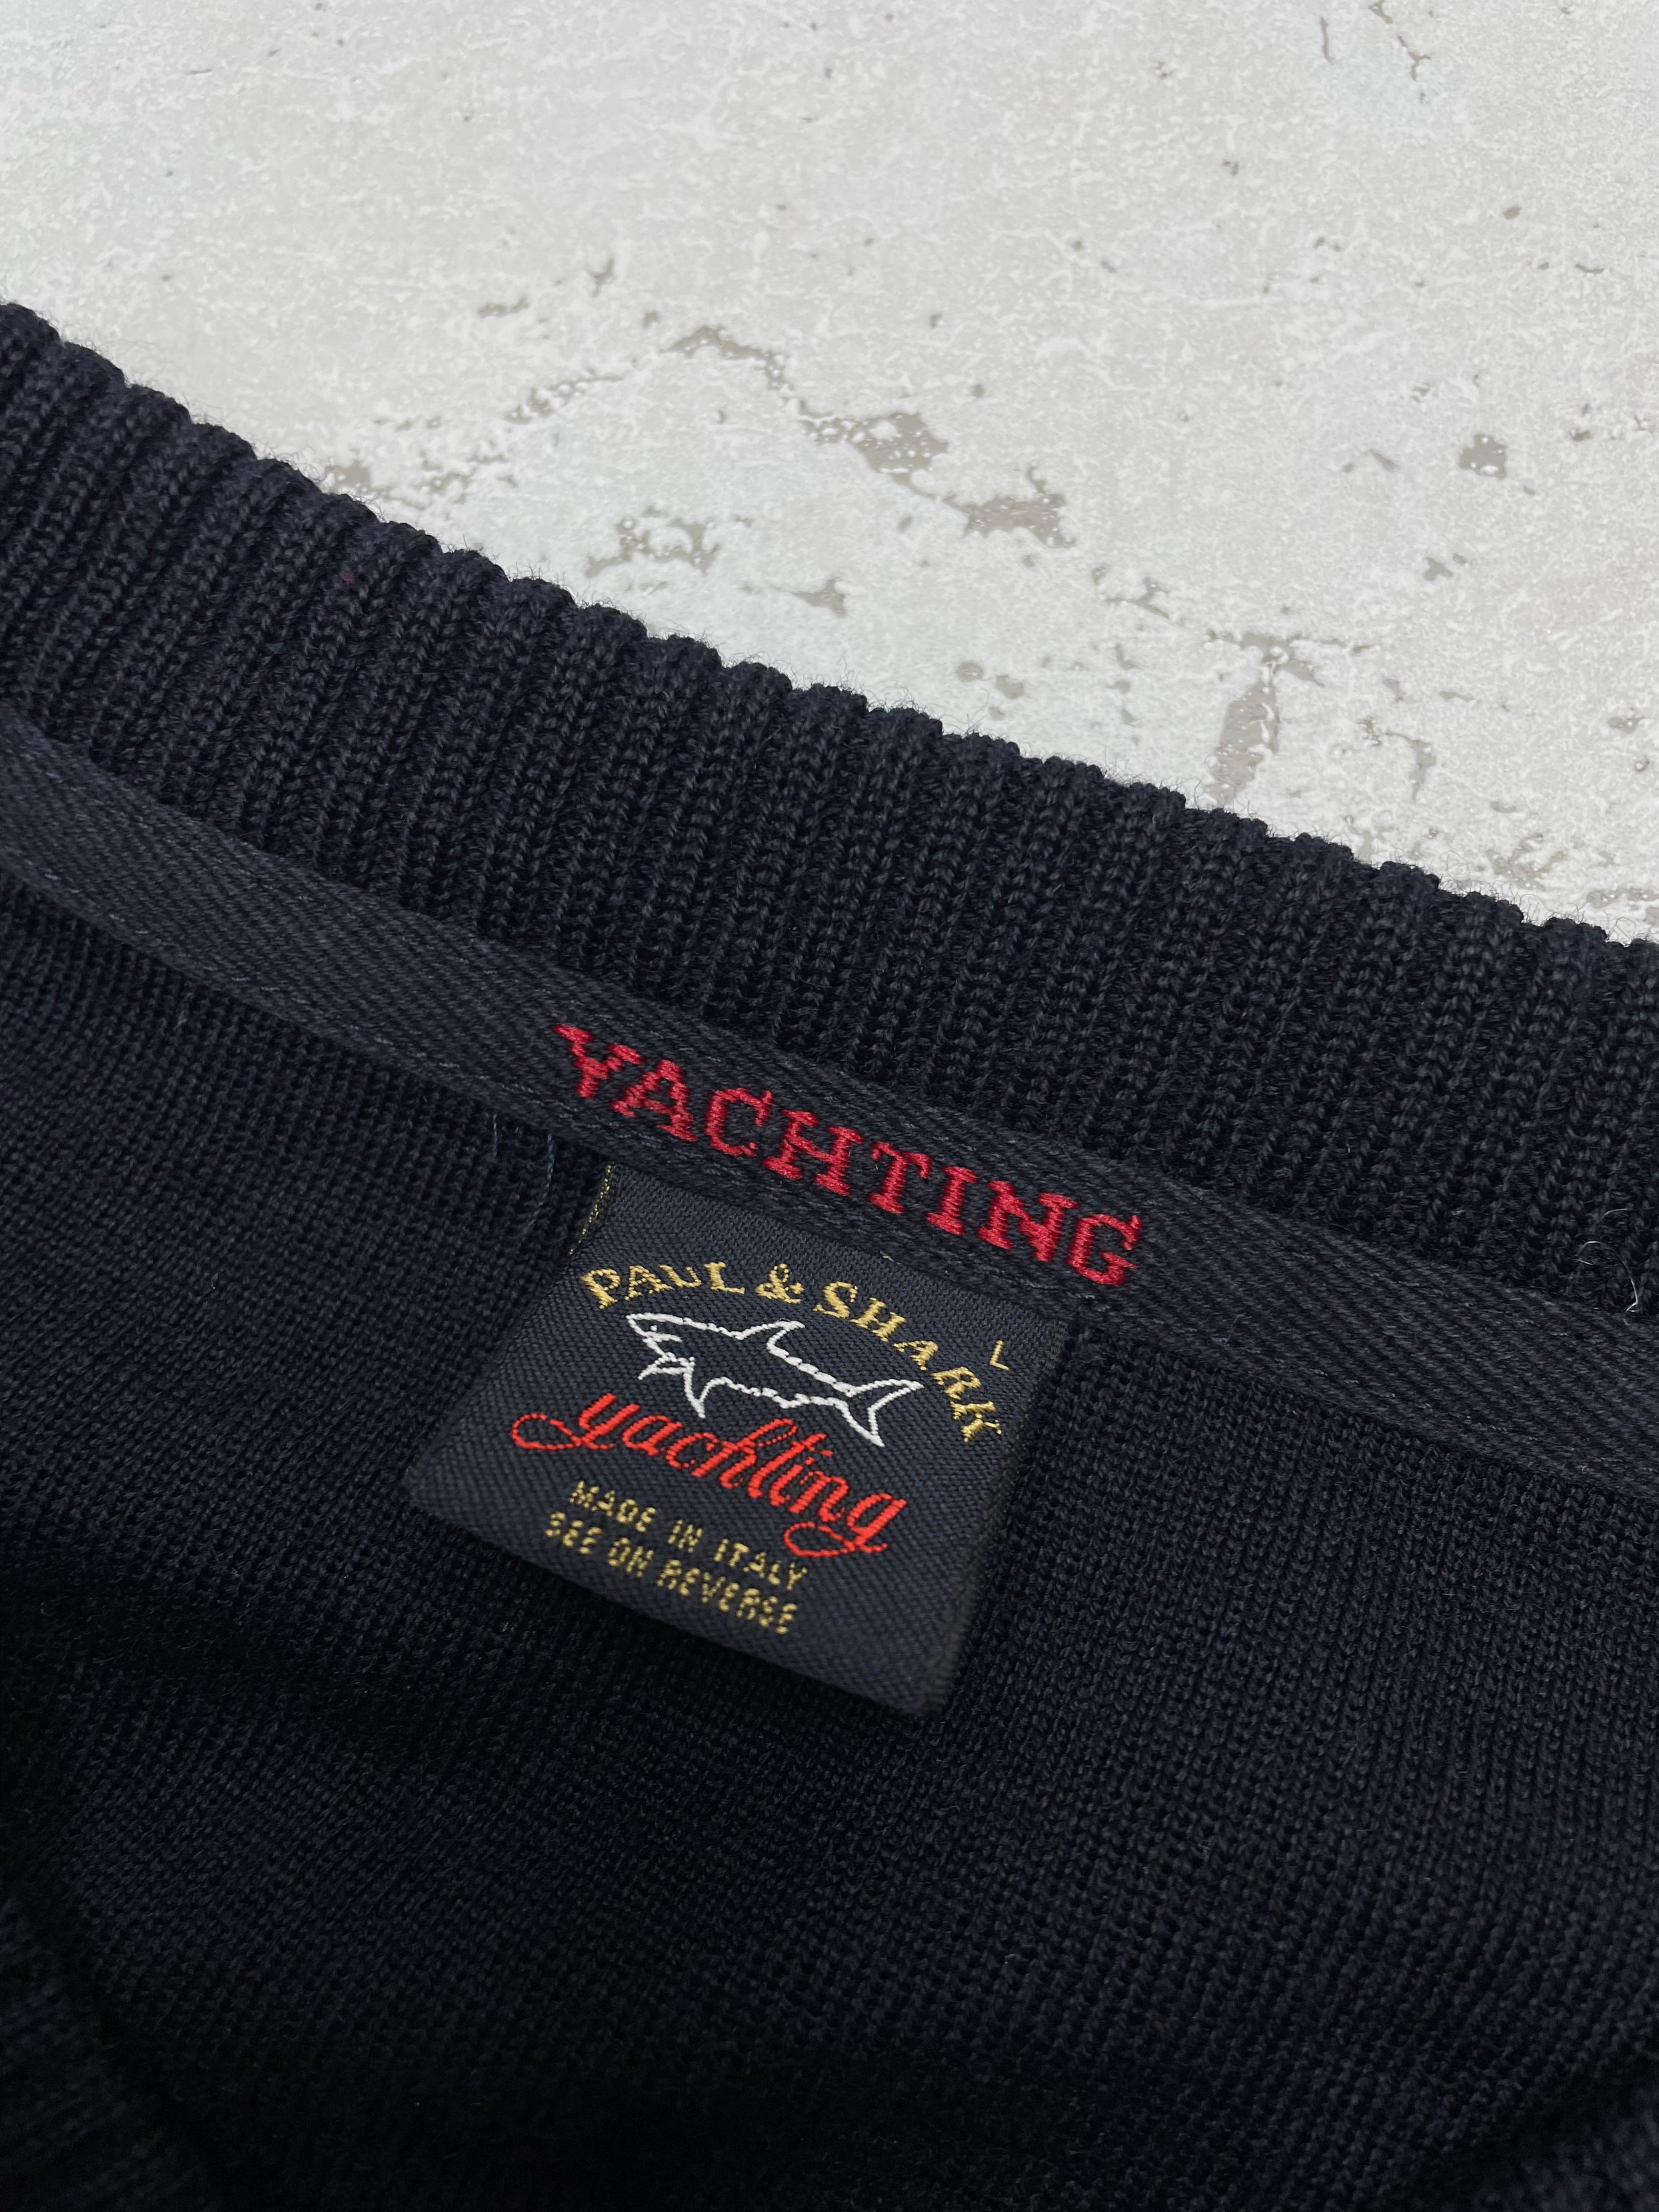 YACHTING
PAUL & SHARK
L
yachting
MADE IN ITALY
SEE ON REVERSE